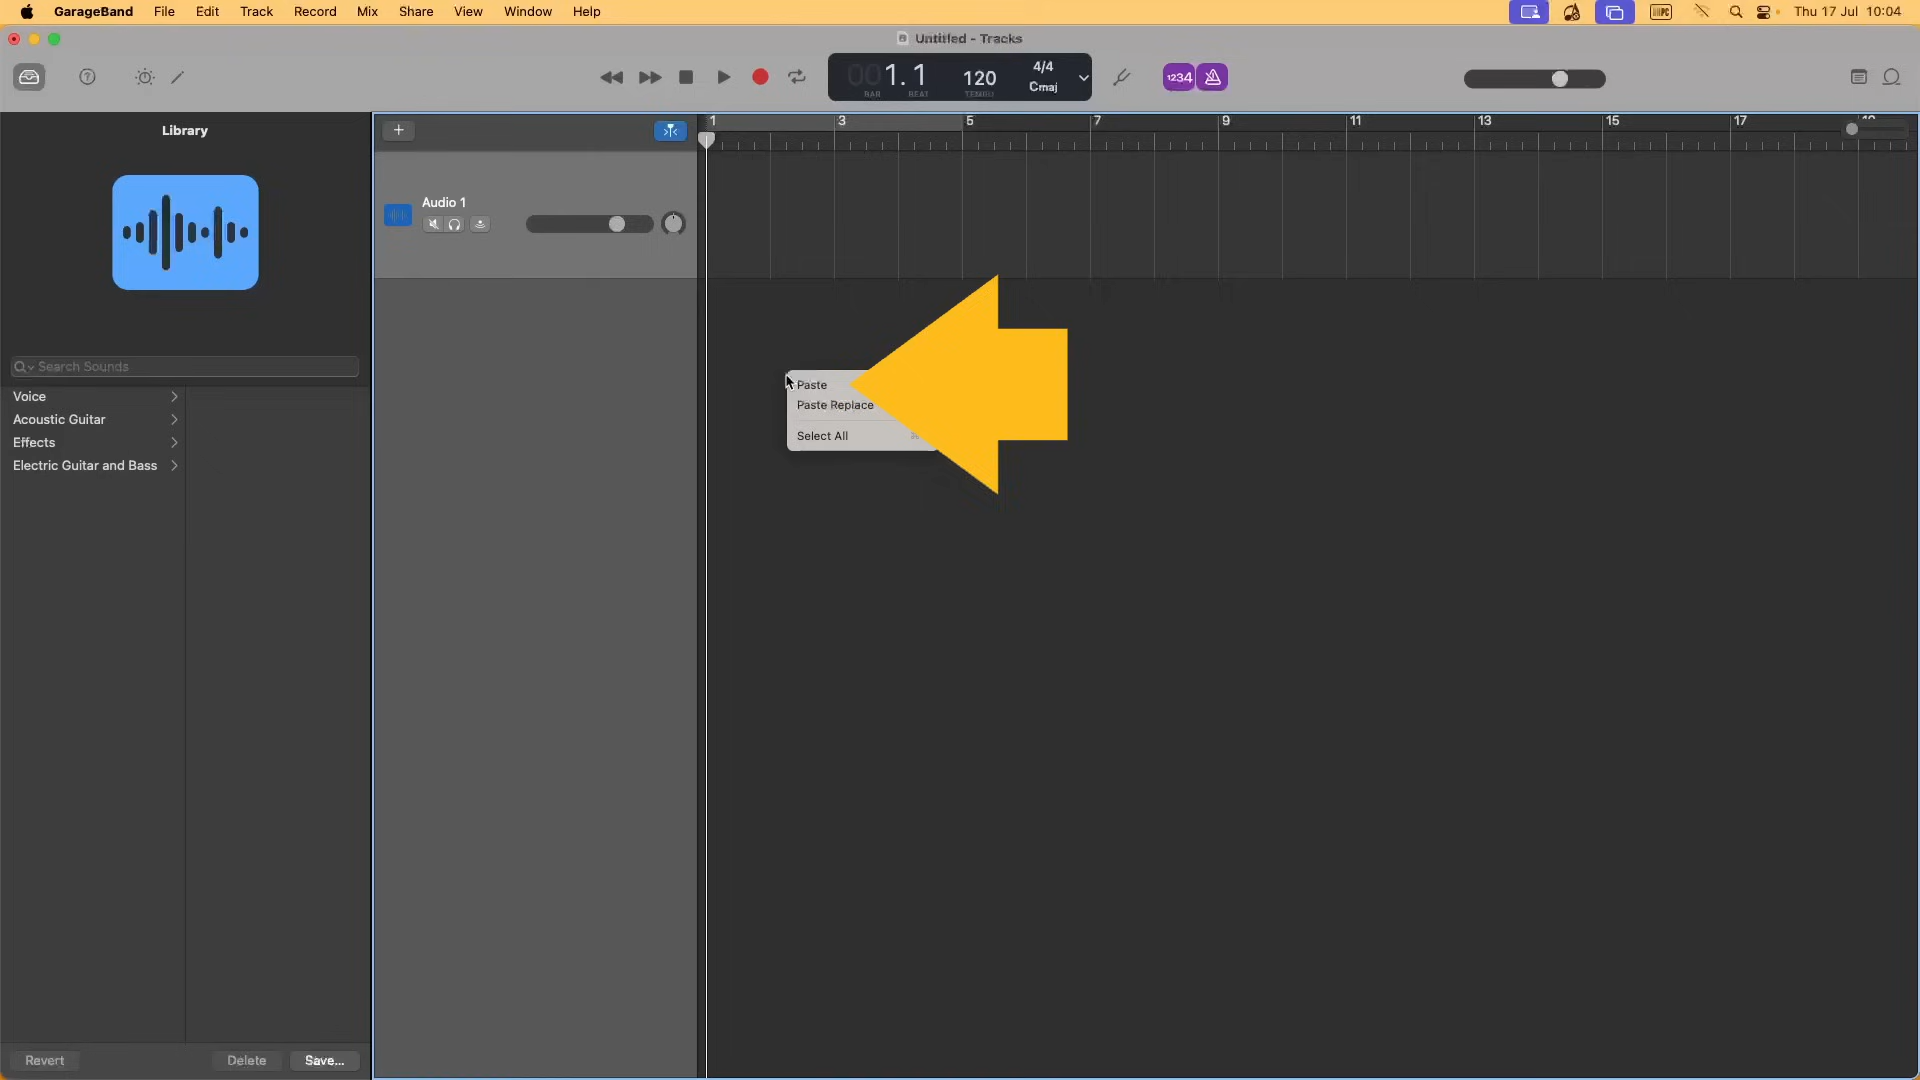 GarageBand File Edit Track Record Mix Share View Window Help
Thu 17 Jul 10:04
Untitled - Tracks
001.1 120 4/4
Cmaj
BAR BEAT TEMPO
1234
Library
1 3 5 7 9 11 13 15 17
Audio 1
Search Sounds
Voice
Acoustic Guitar
Effects
Electric Guitar and Bass
Paste
Paste Replace
Select All
Revert Delete Save...